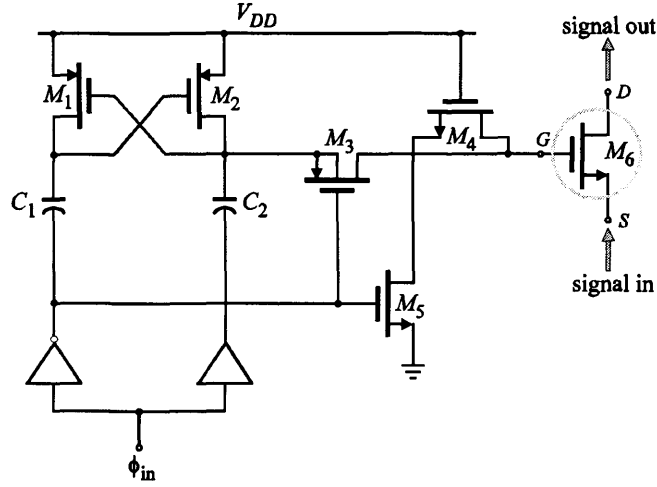 V_DD
signal out
D
M_1
M_2
M_3
M_4
G
M_6
C_1
C_2
S
M_5
signal in
ϕ_in